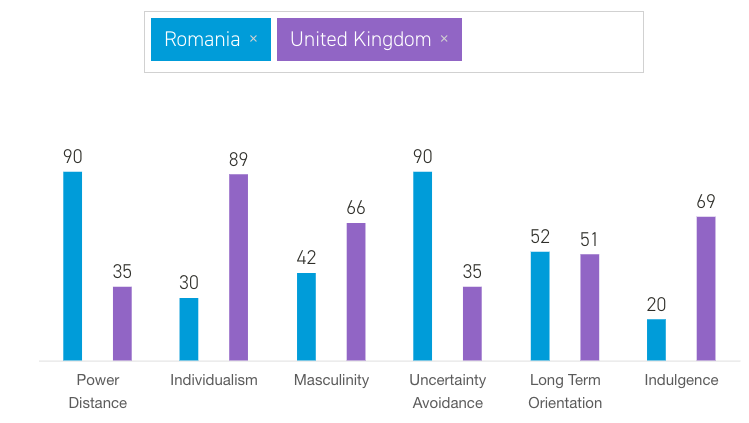 Romania × United Kingdom ×
90 35 30 89 42 66 90 35 52 51 20 69
Power Distance
Individualism
Masculinity
Uncertainty Avoidance
Long Term Orientation
Indulgence